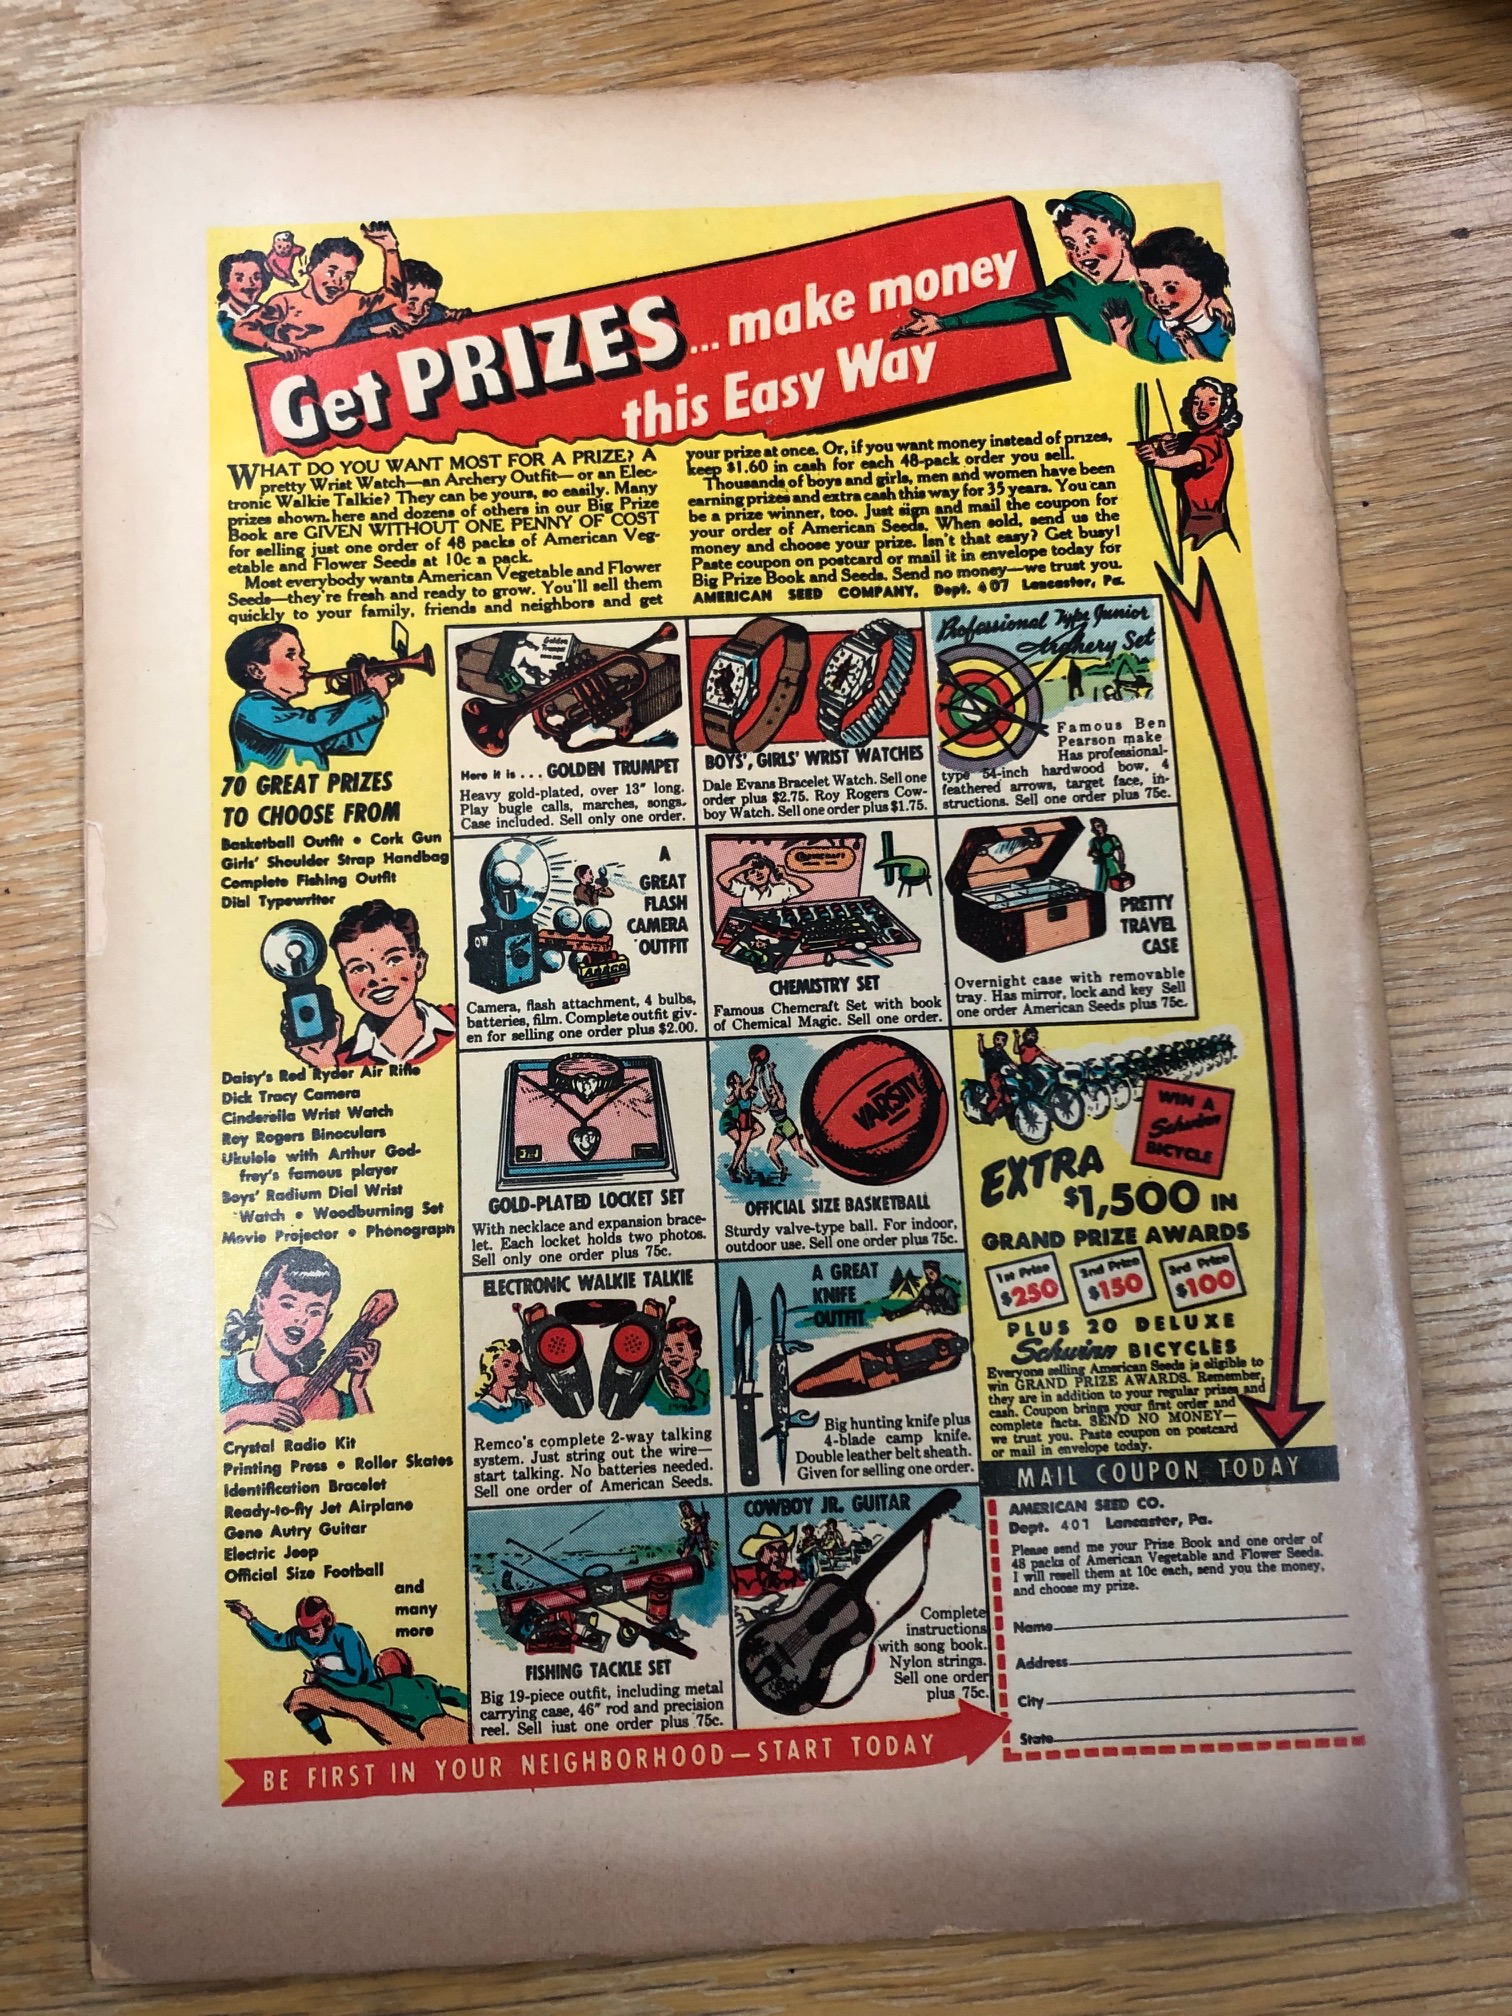 Get PRIZES... make money
this Easy Way
WHAT DO YOU WANT MOST FOR A PRIZE? A
pretty Wrist Watch—an Archery Outfit—or an Elec-
tronic Walkie Talkie? They can be yours, so easily. Many
prizes shown here and dozens of others in our Big Prize
Book are GIVEN WITHOUT ONE PENNY OF COST
for selling just one order of 48 packs of American Veg-
etable and Flower Seeds at 10c a pack.
Most everybody wants American Vegetable and Flower
Seeds—they're fresh and ready to grow. You'll sell them
quickly to your family, friends and neighbors and get
your prize at once. Or, if you want money instead of prizes,
keep $1.60 in cash for each 48-pack order you sell.
Thousands of boys and girls, men and women have been
earning prizes and extra cash this way for 35 years. You can
be a prize winner, too. Just sign and mail the coupon for
your order of American Seeds. When sold, send us the
money and choose your prize. Isn't that easy? Get busy!
Paste coupon on postcard or mail it in envelope today for
Big Prize Book and Seeds. Send no money—we trust you.
AMERICAN SEED COMPANY, Dept. 407 Lancaster, Pa.
70 GREAT PRIZES
TO CHOOSE FROM
Basketball Outfit • Cork Gun
Girls' Shoulder Strap Handbag
Complete Fishing Outfit
Dial Typewriter
Daisy's Red Ryder Air Rifle
Dick Tracy Camera
Cinderella Wrist Watch
Roy Rogers Binoculars
Ukulele with Arthur God-
frey's famous player
Boys' Radium Dial Wrist
Watch • Woodburning Set
Movie Projector • Phonograph
Crystal Radio Kit
Printing Press • Roller Skates
Identification Bracelet
Ready-to-fly Jet Airplane
Gene Autry Guitar
Electric Jeep
Official Size Football
and
many
more
Golden
Trumpet
Here it is... GOLDEN TRUMPET
Heavy gold-plated, over 13" long.
Play bugle calls, marches, songs.
Case included. Sell only one order.
BOYS', GIRLS' WRIST WATCHES
Dale Evans Bracelet Watch. Sell one
order plus $2.75. Roy Rogers Cow-
boy Watch. Sell one order plus $1.75.
Professional Type Junior
Archery Set
Famous Ben
Pearson make
Has professional-
type 54-inch hardwood bow, 4
feathered arrows, target face, in-
structions. Sell one order plus 75c.
A
GREAT
FLASH
CAMERA
OUTFIT
Camera, flash attachment, 4 bulbs,
batteries, film. Complete outfit giv-
en for selling one order plus $2.00.
CHEMISTRY SET
Famous Chemcraft Set with book
of Chemical Magic. Sell one order.
PRETTY
TRAVEL
CASE
Overnight case with removable
tray. Has mirror, lock and key Sell
one order American Seeds plus 75c.
GOLD-PLATED LOCKET SET
With necklace and expansion brace-
let. Each locket holds two photos.
Sell only one order plus 75c.
VARSITY
OFFICIAL SIZE BASKETBALL
Sturdy valve-type ball. For indoor,
outdoor use. Sell one order plus 75c.
ELECTRONIC WALKIE TALKIE
Remco's complete 2-way talking
system. Just string out the wire—
start talking. No batteries needed.
Sell one order of American Seeds.
A GREAT
KNIFE
OUTFIT
Big hunting knife plus
4-blade camp knife.
Double leather belt sheath.
Given for selling one order.
FISHING TACKLE SET
Big 19-piece outfit, including metal
carrying case, 46" rod and precision
reel. Sell just one order plus 75c.
COWBOY JR. GUITAR
Complete
instructions
with song book.
Nylon strings.
Sell one order
plus 75c.
WIN A
Schwinn
BICYCLE
EXTRA
$1,500 IN
GRAND PRIZE AWARDS
1st Prize
$250
2nd Prize
$150
3rd Prize
$100
PLUS 20 DELUXE
Schwinn BICYCLES
Everyone selling American Seeds is eligible to
win GRAND PRIZE AWARDS. Remember,
they are in addition to your regular prizes and
cash. Coupon brings your first order and
complete facts. SEND NO MONEY—
we trust you. Paste coupon on postcard
or mail in envelope today.
MAIL COUPON TODAY
AMERICAN SEED CO.
Dept. 401 Lancaster, Pa.
Please send me your Prize Book and one order of
48 packs of American Vegetable and Flower Seeds.
I will resell them at 10c each, send you the money,
and choose my prize.
Name
Address
City
State
BE FIRST IN YOUR NEIGHBORHOOD—START TODAY